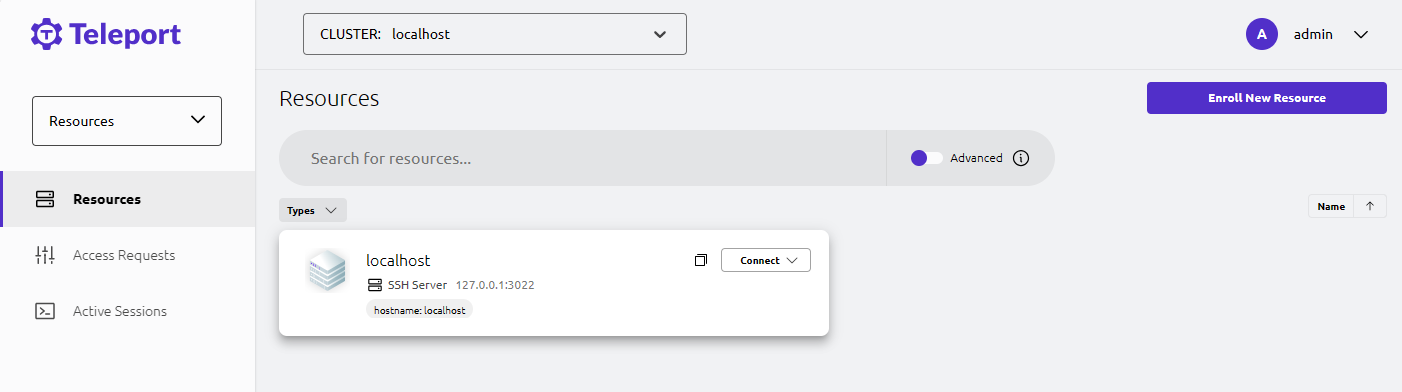 Teleport
CLUSTER: localhost
A admin
Resources
Resources
Enroll New Resource
Search for resources...
Advanced
Resources
Access Requests
Active Sessions
Types
Name
localhost
Connect
SSH Server 127.0.0.1:3022
hostname: localhost